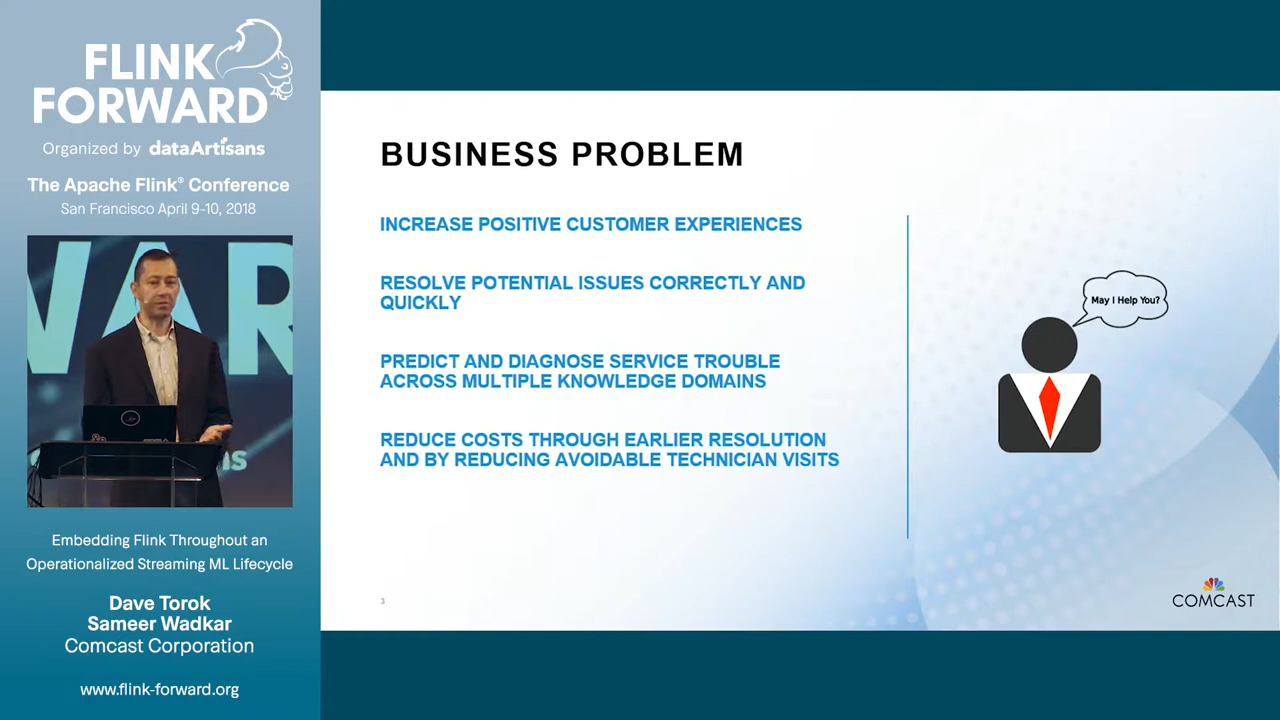 FLINK
FORWARD
Organized by dataArtisans
The Apache Flink® Conference
San Francisco April 9-10, 2018
WAR
ns
Embedding Flink Throughout an
Operationalized Streaming ML Lifecycle
Dave Torok
Sameer Wadkar
Comcast Corporation
www.flink-forward.org
BUSINESS PROBLEM
INCREASE POSITIVE CUSTOMER EXPERIENCES
RESOLVE POTENTIAL ISSUES CORRECTLY AND
QUICKLY
PREDICT AND DIAGNOSE SERVICE TROUBLE
ACROSS MULTIPLE KNOWLEDGE DOMAINS
REDUCE COSTS THROUGH EARLIER RESOLUTION
AND BY REDUCING AVOIDABLE TECHNICIAN VISITS
May I Help You?
3
COMCAST